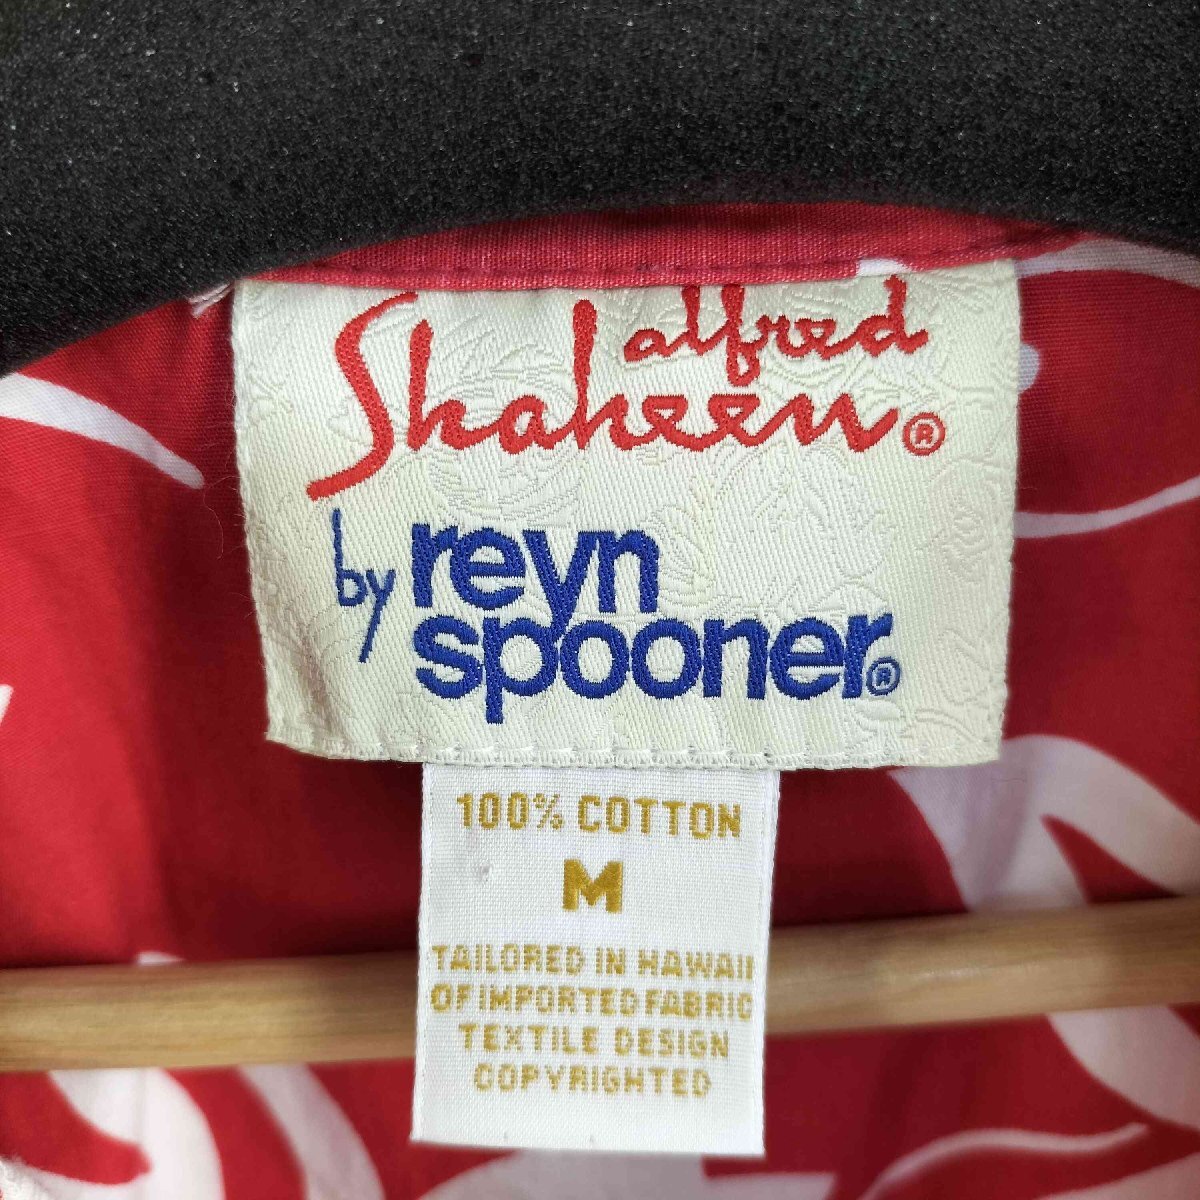 alfred
Shaheen®
by reyn
spooner®
100% COTTON
M
TAILORED IN HAWAII
OF IMPORTED FABRIC
TEXTILE DESIGN
COPYRIGHTED